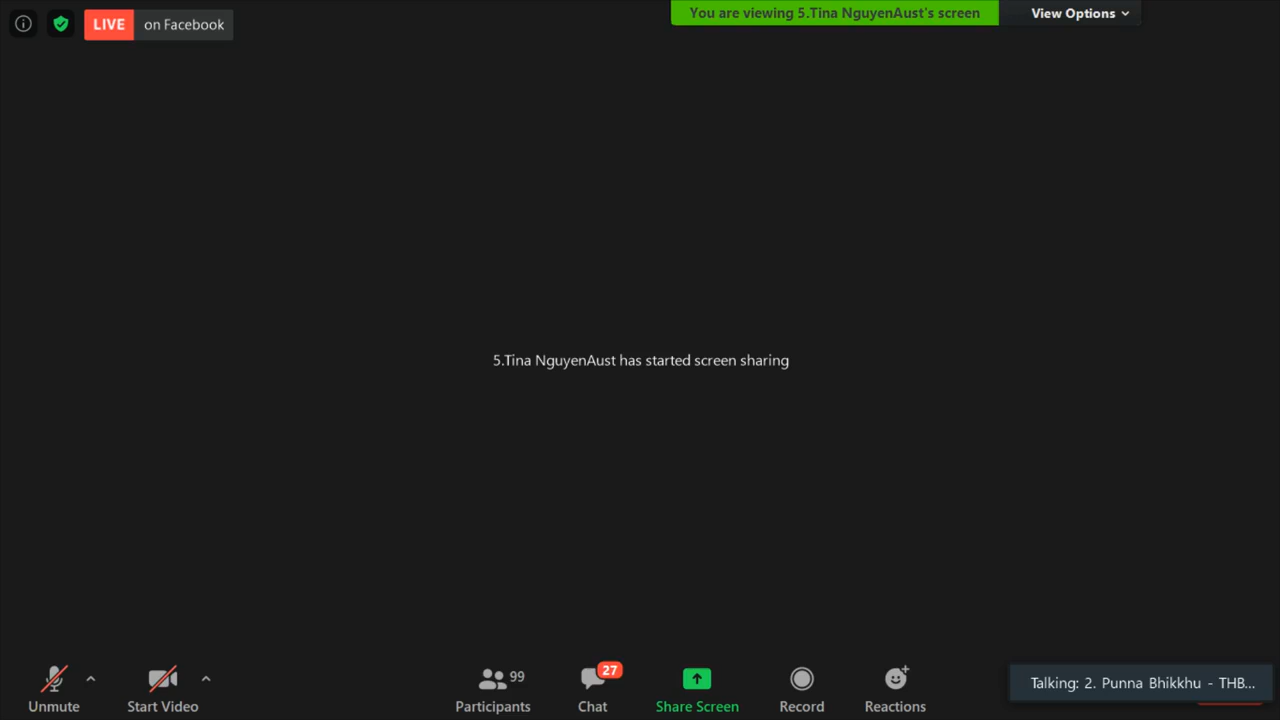 LIVE on Facebook
You are viewing 5.Tina NguyenAust's screen
View Options
5.Tina NguyenAust has started screen sharing
99
27
Unmute
Start Video
Participants
Chat
Share Screen
Record
Reactions
Talking: 2. Punna Bhikkhu - THB...